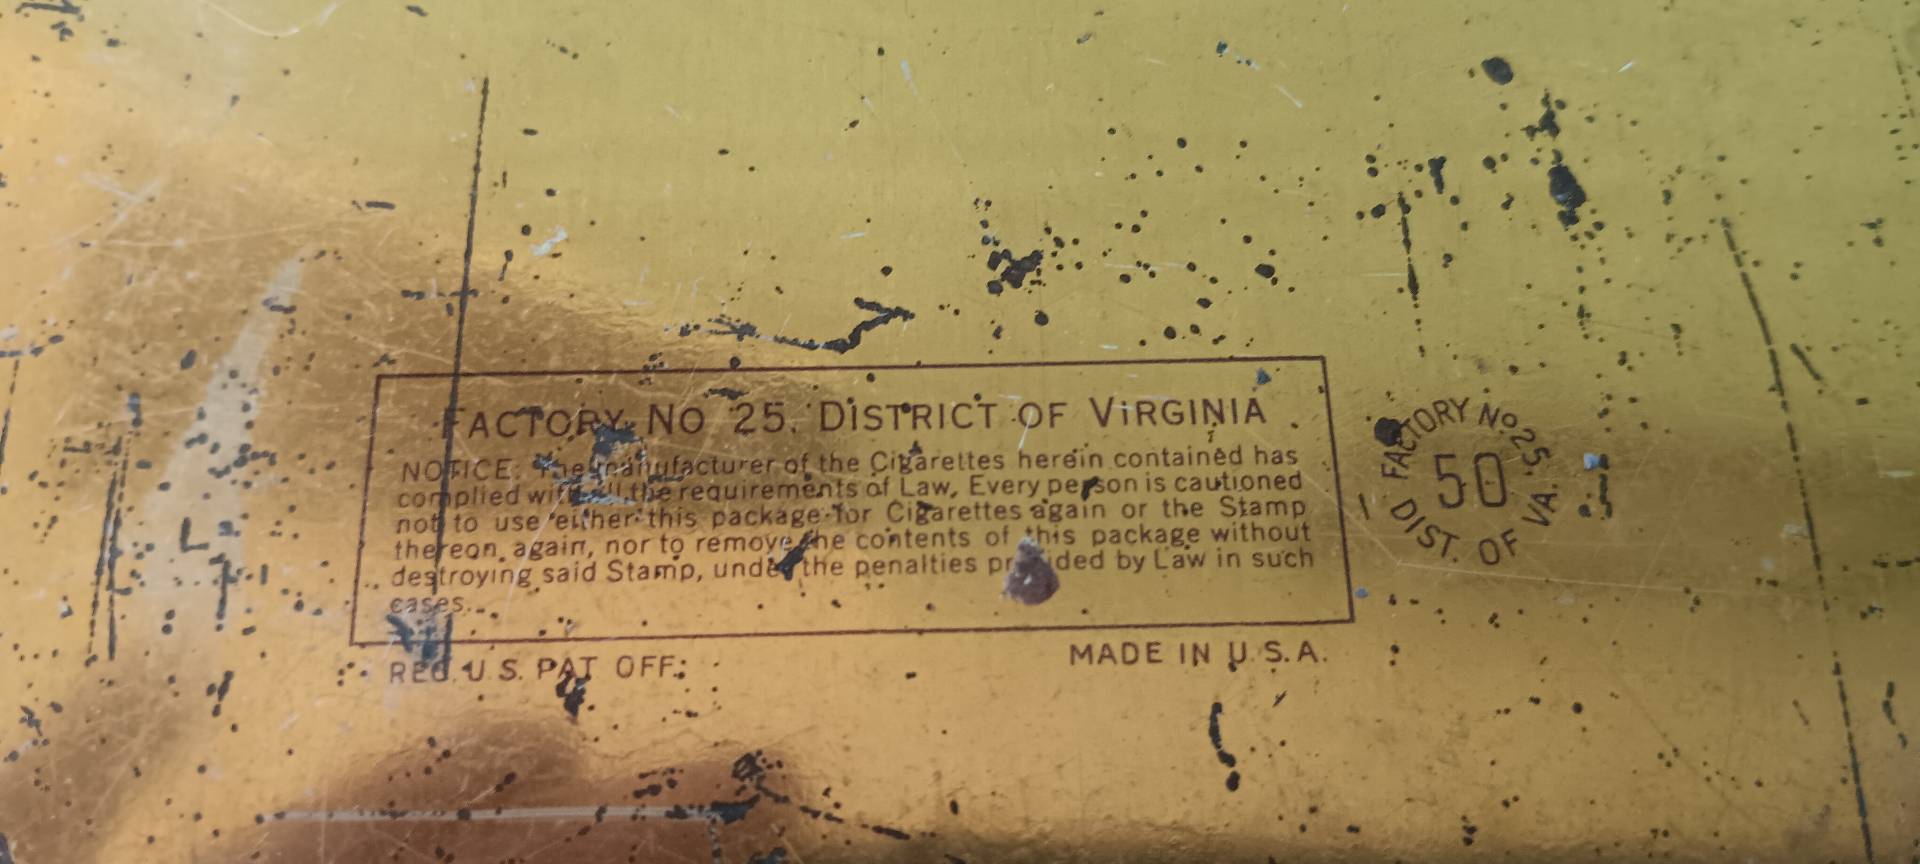 FACTORY NO 25. DISTRICT OF VIRGINIA
NOTICE: The manufacturer of the Cigarettes herein contained has
complied with all the requirements of Law. Every person is cautioned
not to use either this package for Cigarettes again or the Stamp
thereon again, nor to remove the contents of this package without
destroying said Stamp, under the penalties provided by Law in such
cases.
REG. U.S. PAT OFF.
MADE IN U.S.A.
FACTORY No 25.
50
DIST. OF VA.